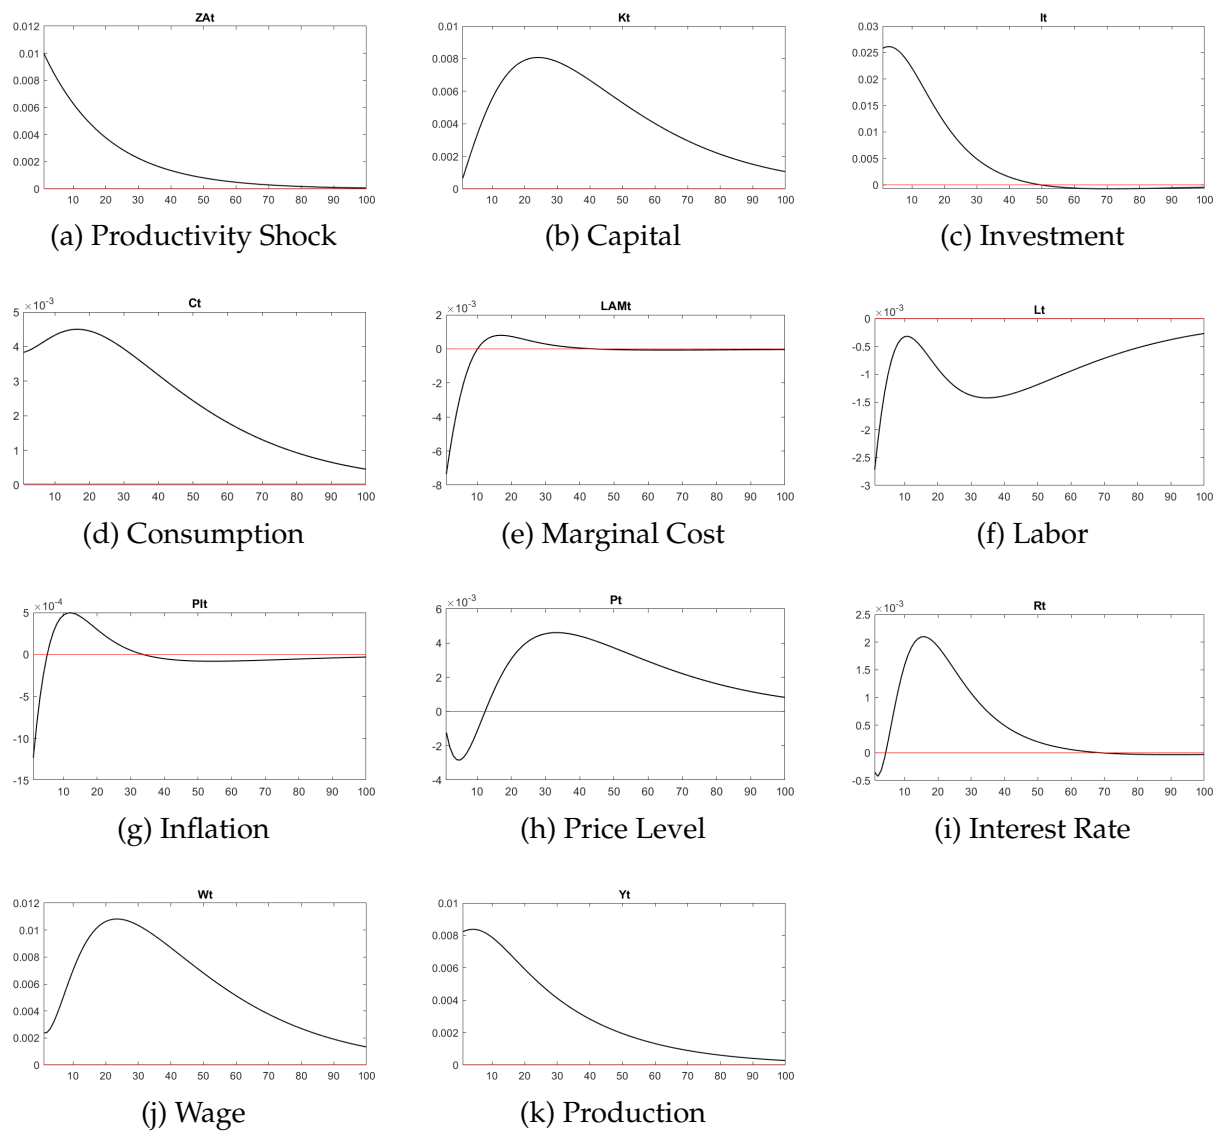 ZAt
0.012
0.01
0.008
0.006
0.004
0.002
0
10 20 30 40 50 60 70 80 90 100
(a) Productivity Shock
Kt
0.01
0.008
0.006
0.004
0.002
0
10 20 30 40 50 60 70 80 90 100
(b) Capital
It
0.03
0.025
0.02
0.015
0.01
0.005
0
10 20 30 40 50 60 70 80 90 100
(c) Investment
×10⁻³
Ct
5
4
3
2
1
0
10 20 30 40 50 60 70 80 90 100
(d) Consumption
×10⁻³
LAMt
2
0
-2
-4
-6
-8
10 20 30 40 50 60 70 80 90 100
(e) Marginal Cost
×10⁻³
Lt
0
-0.5
-1
-1.5
-2
-2.5
-3
10 20 30 40 50 60 70 80 90 100
(f) Labor
×10⁻⁴
PIt
5
0
-5
-10
-15
10 20 30 40 50 60 70 80 90 100
(g) Inflation
×10⁻³
Pt
6
4
2
0
-2
-4
10 20 30 40 50 60 70 80 90 100
(h) Price Level
×10⁻³
Rt
2.5
2
1.5
1
0.5
0
-0.5
10 20 30 40 50 60 70 80 90 100
(i) Interest Rate
Wt
0.012
0.01
0.008
0.006
0.004
0.002
0
10 20 30 40 50 60 70 80 90 100
(j) Wage
Yt
0.01
0.008
0.006
0.004
0.002
0
10 20 30 40 50 60 70 80 90 100
(k) Production